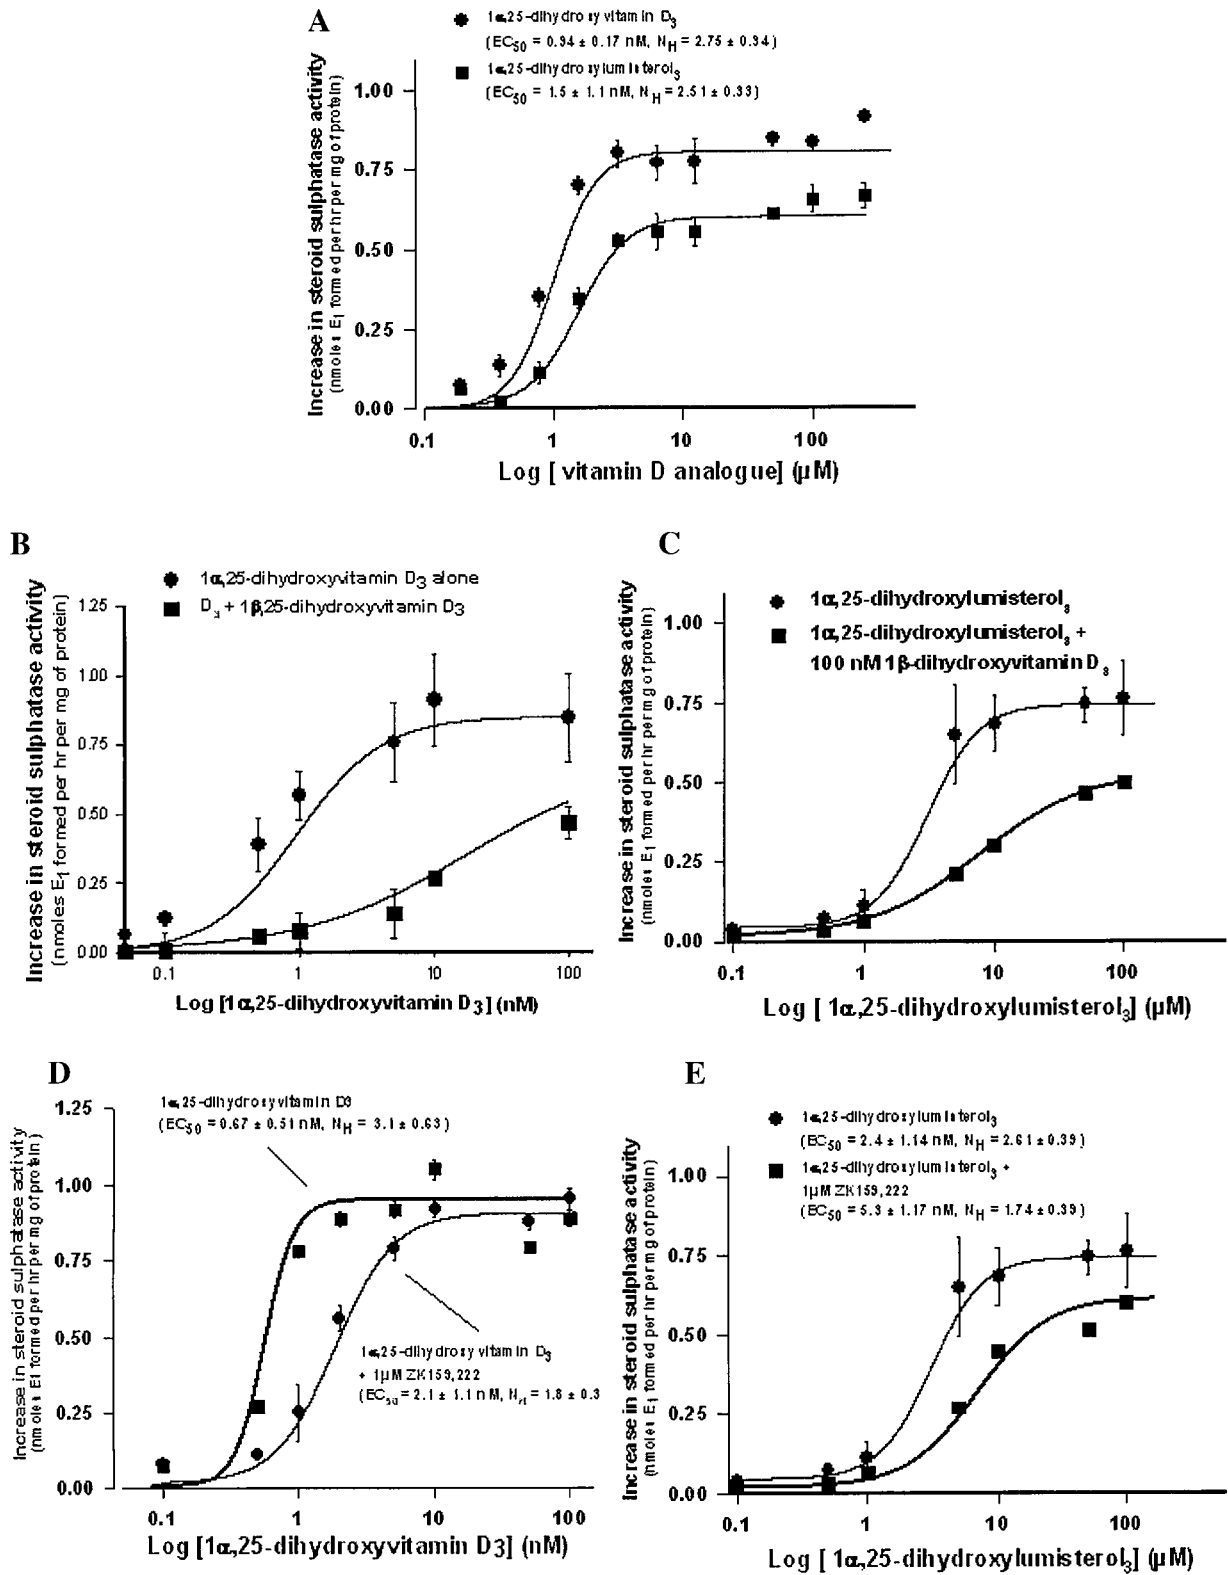 A
1α,25-dihydroxyvitamin D3
(EC50 = 0.94 ± 0.17 nM, NH = 2.75 ± 0.34)
1α,25-dihydroxylumisterol3
(EC50 = 1.5 ± 1.1 nM, NH = 2.51 ± 0.33)
Increase in steroid sulphatase activity
(nmoles E1 formed per hr per mg of protein)
1.00
0.75
0.50
0.25
0.00
0.1 1 10 100
Log [ vitamin D analogue] (µM)
B
1α,25-dihydroxyvitamin D3 alone
D3 + 1β,25-dihydroxyvitamin D3
Increase in steroid sulphatase activity
(nmoles E1 formed per hr per mg of protein)
1.25
1.00
0.75
0.50
0.25
0.00
0.1 1 10 100
Log [1α,25-dihydroxyvitamin D3] (nM)
C
1α,25-dihydroxylumisterol3
1α,25-dihydroxylumisterol3 +
100 nM 1β-dihydroxyvitamin D3
Increase in steroid sulphatase activity
(nmoles E1 formed per hr per mg of protein)
1.00
0.75
0.50
0.25
0.00
0.1 1 10 100
Log [ 1α,25-dihydroxylumisterol3] (µM)
D
1α,25-dihydroxyvitamin D3
(EC50 = 0.67 ± 0.51 nM, NH = 3.1 ± 0.63)
Increase in steroid sulphatase activity
(nmoles E1 formed per hr per mg of protein)
1.25
1.00
0.75
0.50
0.25
0.00
1α,25-dihydroxyvitamin D3
+ 1µM ZK159,222
(EC50 = 2.1 ± 1.1 nM, NH = 1.8 ± 0.3
0.1 1 10 100
Log [1α,25-dihydroxyvitamin D3] (nM)
E
1α,25-dihydroxylumisterol3
(EC50 = 2.4 ± 1.14 nM, NH = 2.61 ± 0.39)
1α,25-dihydroxylumisterol3 +
1µM ZK159,222
(EC50 = 5.3 ± 1.17 nM, NH = 1.74 ± 0.39)
Increase in steroid sulphatase activity
(nmoles E1 formed per hr per mg of protein)
1.00
0.75
0.50
0.25
0.00
0.1 1 10 100
Log [ 1α,25-dihydroxylumisterol3] (µM)